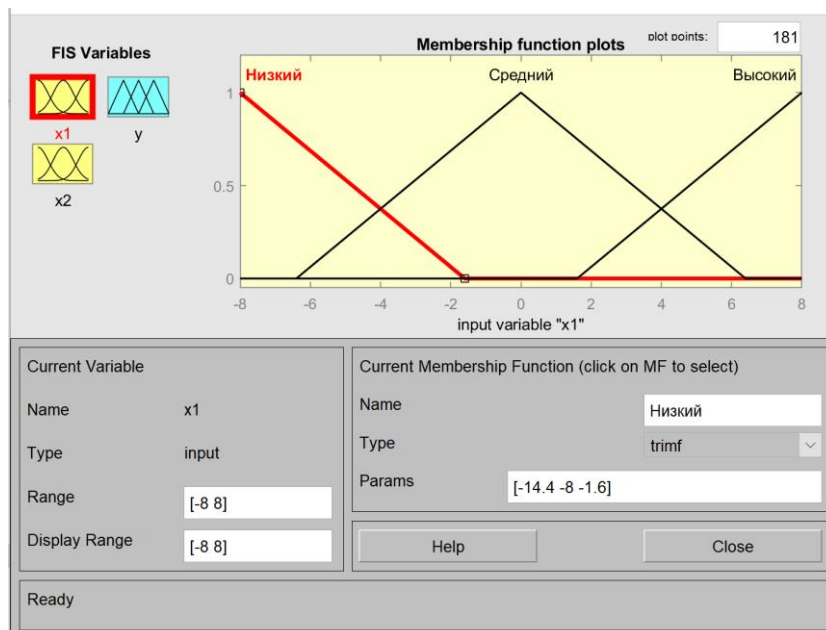 FIS Variables
x1
y
x2
Membership function plots
plot points:
181
Низкий
Средний
Высокий
1
0.5
0
-8
-6
-4
-2
0
2
4
6
8
input variable "x1"
Current Variable
Name
x1
Type
input
Range
[-8 8]
Display Range
[-8 8]
Current Membership Function (click on MF to select)
Name
Низкий
Type
trimf
Params
[-14.4 -8 -1.6]
Help
Close
Ready